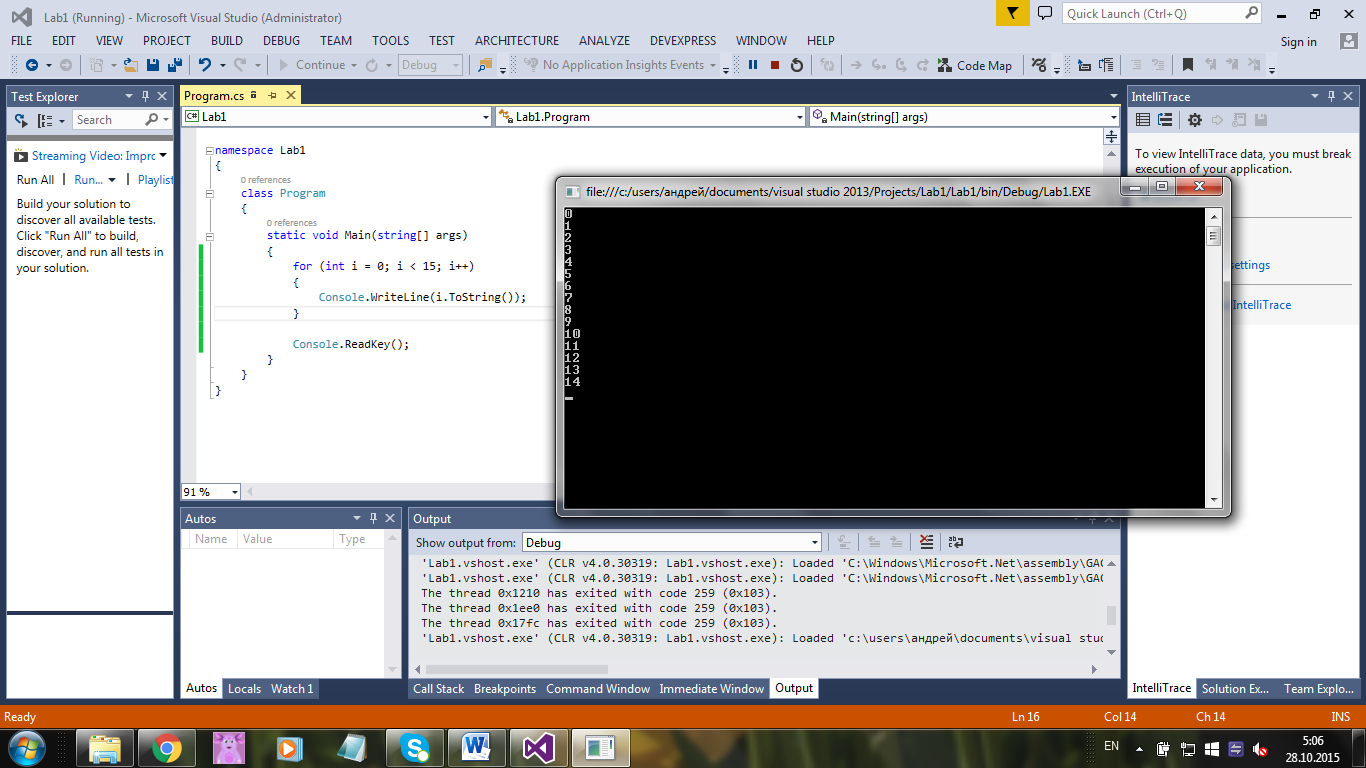 Lab1 (Running) - Microsoft Visual Studio (Administrator)
Quick Launch (Ctrl+Q)
FILE EDIT VIEW PROJECT BUILD DEBUG TEAM TOOLS TEST ARCHITECTURE ANALYZE DEVEXPRESS WINDOW HELP
Sign in
Continue Debug No Application Insights Events Code Map
Test Explorer
Search
Streaming Video: Impro
Run All Run... Playlist
Build your solution to
discover all available tests.
Click "Run All" to build,
discover, and run all tests in
your solution.
Program.cs
Lab1 Lab1.Program Main(string[] args)
namespace Lab1
{
0 references
class Program
{
0 references
static void Main(string[] args)
{
for (int i = 0; i < 15; i++)
{
Console.WriteLine(i.ToString());
}
Console.ReadKey();
}
}
}
91 %
file:///c:/users/андрей/documents/visual studio 2013/Projects/Lab1/Lab1/bin/Debug/Lab1.EXE
0
1
2
3
4
5
6
7
8
9
10
11
12
13
14
IntelliTrace
To view IntelliTrace data, you must break
execution of your application.
settings
IntelliTrace
Autos
Name Value Type
Autos Locals Watch 1
Output
Show output from: Debug
'Lab1.vshost.exe' (CLR v4.0.30319: Lab1.vshost.exe): Loaded 'C:\Windows\Microsoft.Net\assembly\GAC
'Lab1.vshost.exe' (CLR v4.0.30319: Lab1.vshost.exe): Loaded 'C:\Windows\Microsoft.Net\assembly\GAC
The thread 0x1210 has exited with code 259 (0x103).
The thread 0x1ee0 has exited with code 259 (0x103).
The thread 0x17fc has exited with code 259 (0x103).
'Lab1.vshost.exe' (CLR v4.0.30319: Lab1.vshost.exe): Loaded 'c:\users\андрей\documents\visual stud
Call Stack Breakpoints Command Window Immediate Window Output
IntelliTrace Solution Ex... Team Explo...
Ready Ln 16 Col 14 Ch 14 INS
EN
5:06
28.10.2015